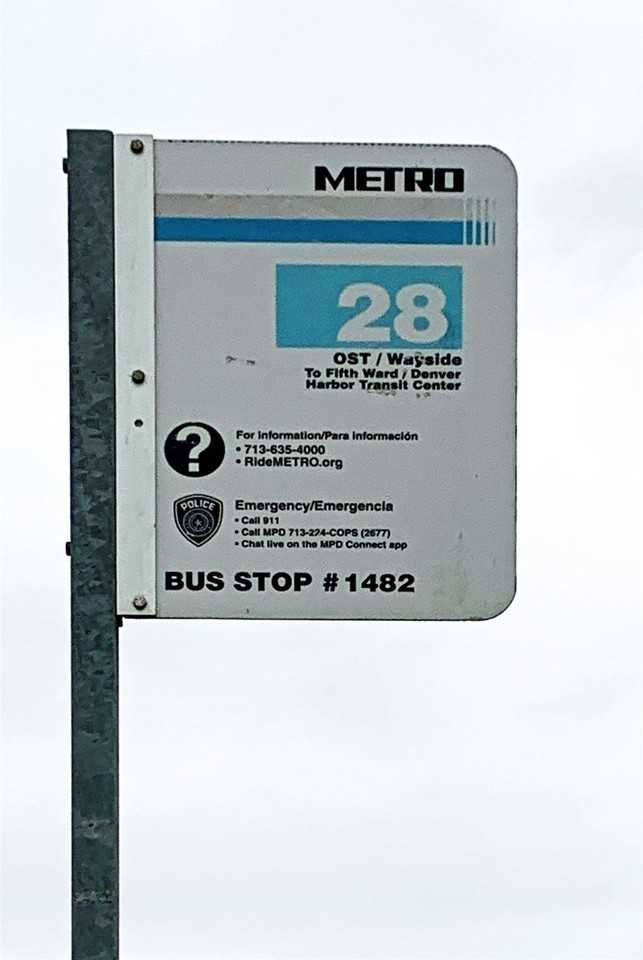 METRO
28
OST / Wayside
To Fifth Ward / Denver
Harbor Transit Center
?
For Information/Para Información
• 713-635-4000
• RideMETRO.org
POLICE
Emergency/Emergencia
• Call 911
• Call MPD 713-224-COPS (2677)
• Chat live on the MPD Connect app
BUS STOP #1482